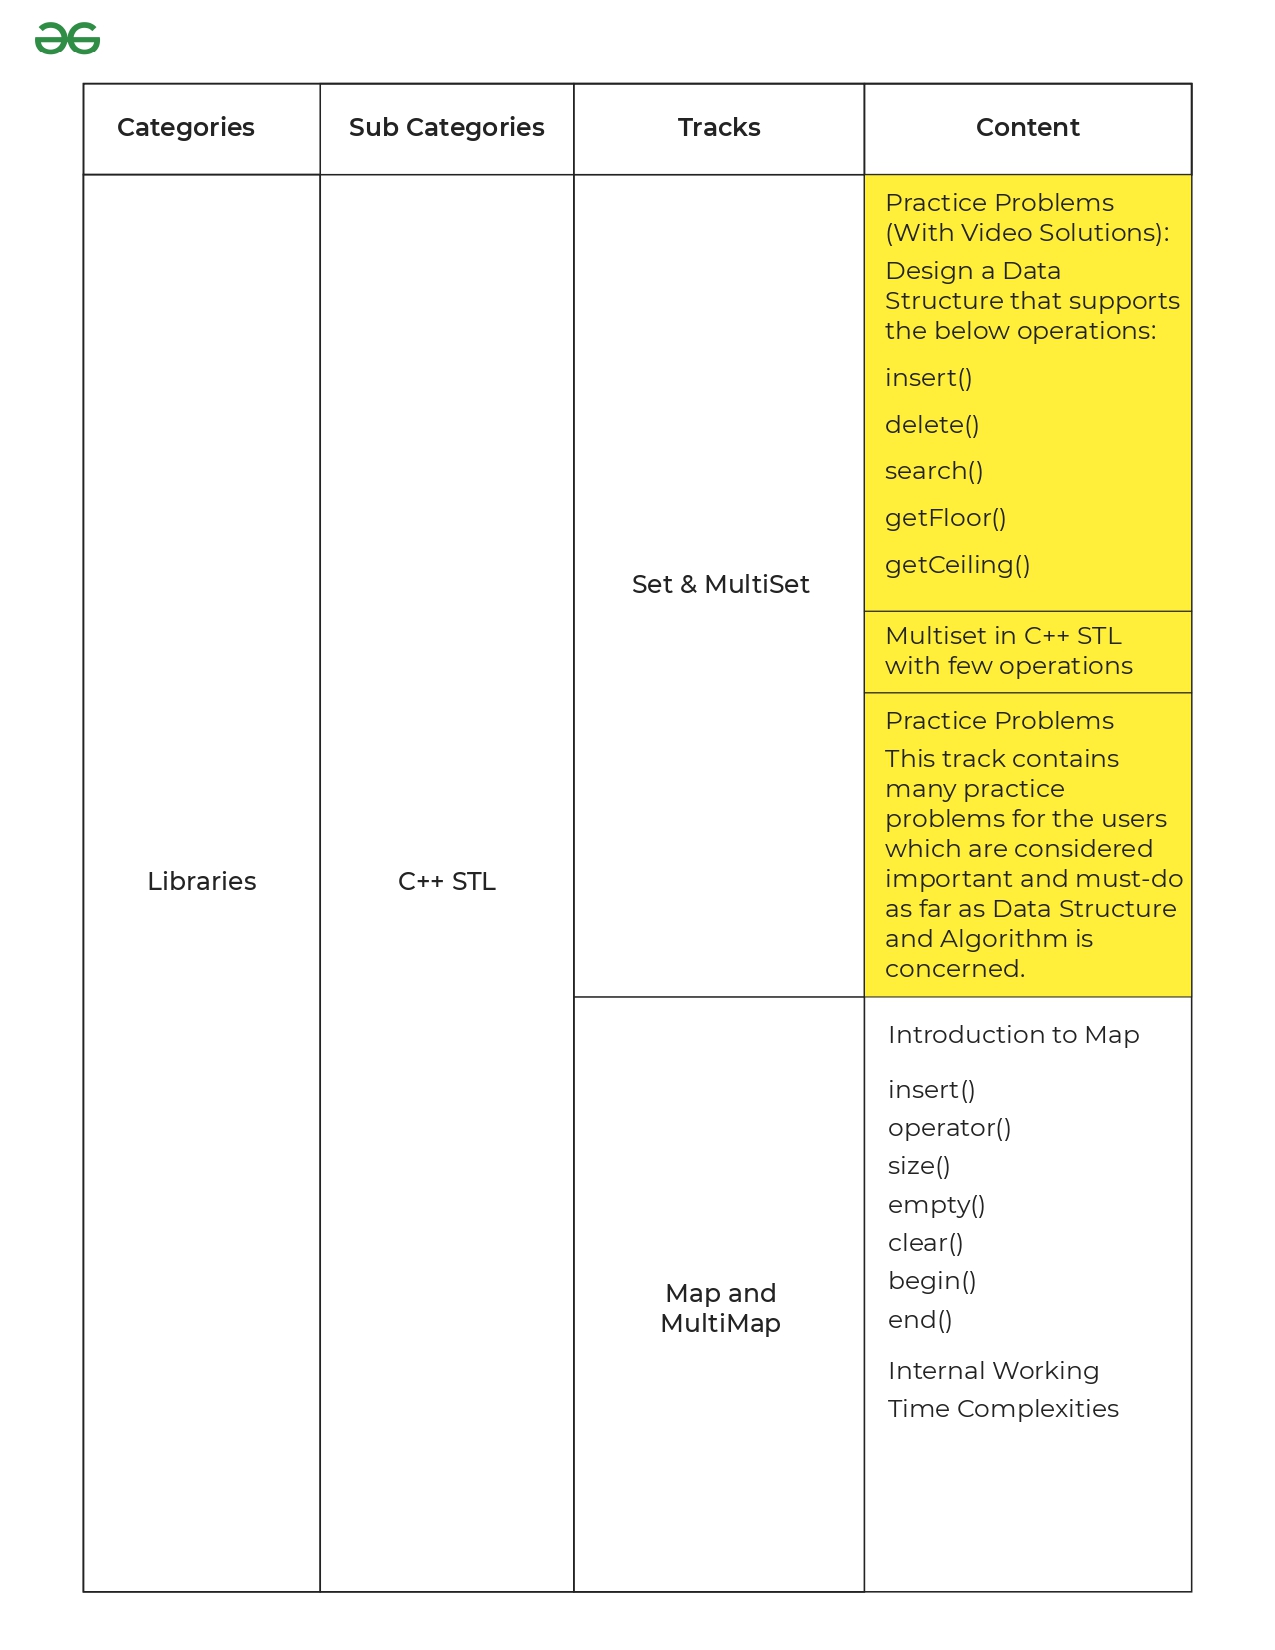 Categories
Sub Categories
Tracks
Content
Libraries
C++ STL
Set & MultiSet
Practice Problems
(With Video Solutions):
Design a Data
Structure that supports
the below operations:
insert()
delete()
search()
getFloor()
getCeiling()
Multiset in C++ STL
with few operations
Practice Problems
This track contains
many practice
problems for the users
which are considered
important and must-do
as far as Data Structure
and Algorithm is
concerned.
Map and
MultiMap
Introduction to Map
insert()
operator()
size()
empty()
clear()
begin()
end()
Internal Working
Time Complexities